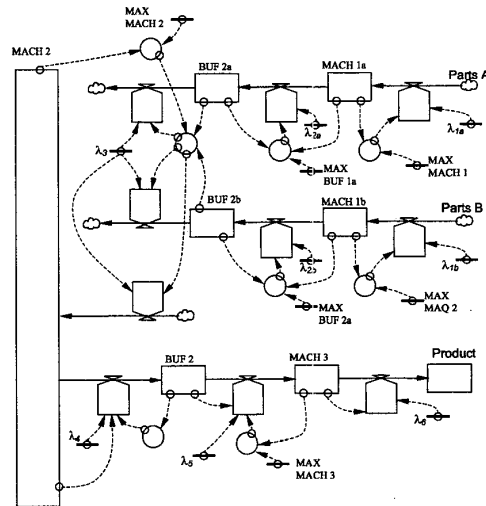 MAX
MACH 2
MACH 2
BUF 2a
MACH 1a
Parts A
λ3
λ2a
λ1a
MAX
BUF 1a
MAX
MACH 1
BUF 2b
MACH 1b
Parts B
λ2b
λ1b
MAX
BUF 2a
MAX
MAQ 2
BUF 2
MACH 3
Product
λ4
λ5
λ6
MAX
MACH 3